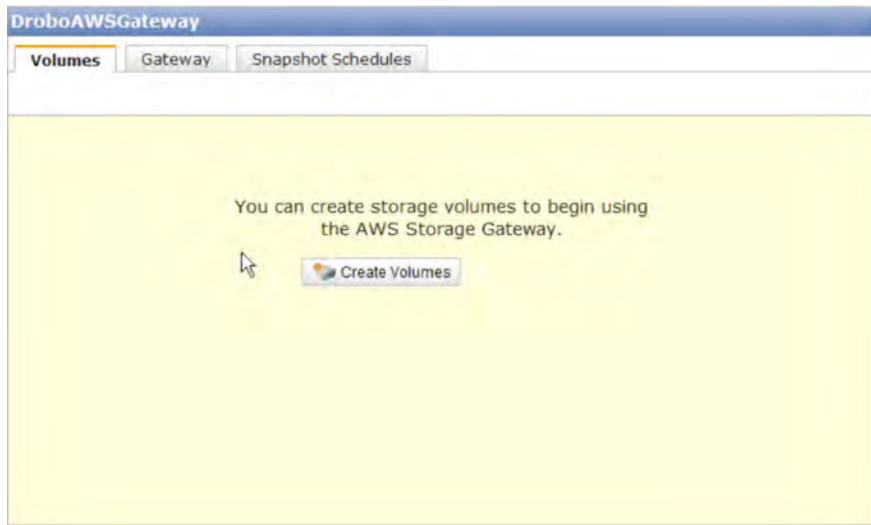 DroboAWSGateway
Volumes Gateway Snapshot Schedules
You can create storage volumes to begin using
the AWS Storage Gateway.
Create Volumes